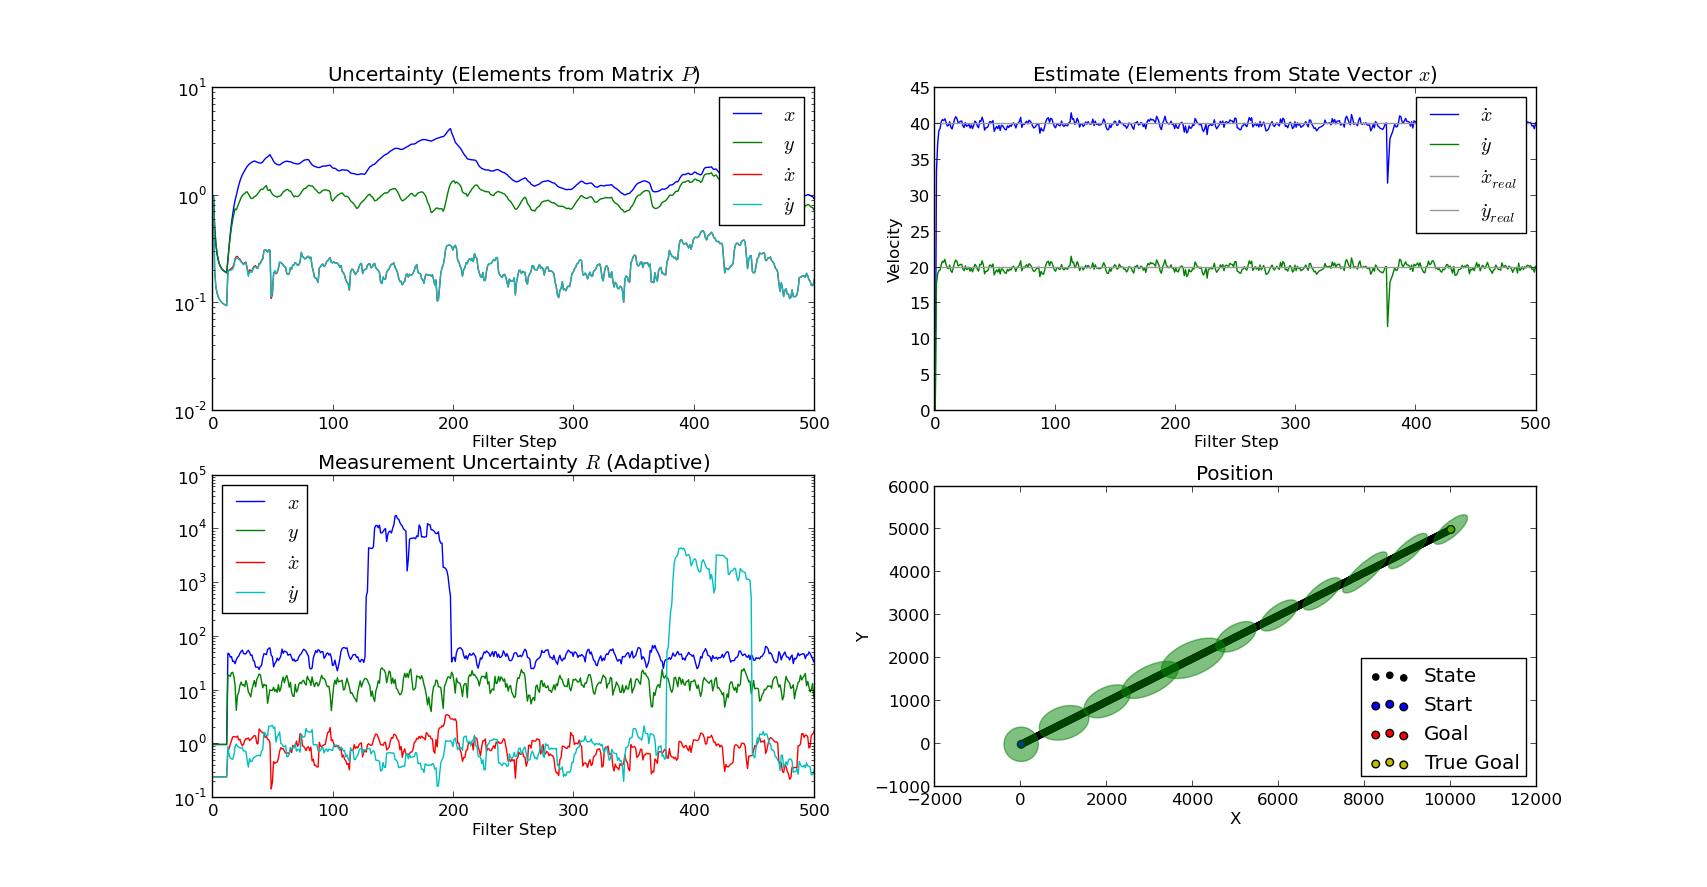 Uncertainty (Elements from Matrix P)
10^1
10^0
10^-1
10^-2
0 100 200 300 400 500
Filter Step
x
y
ẋ
ẏ
Estimate (Elements from State Vector x)
Velocity
45
40
35
30
25
20
15
10
5
0
0 100 200 300 400 500
Filter Step
ẋ
ẏ
ẋ_real
ẏ_real
Measurement Uncertainty R (Adaptive)
10^5
10^4
10^3
10^2
10^1
10^0
10^-1
0 100 200 300 400 500
Filter Step
x
y
ẋ
ẏ
Position
Y
6000
5000
4000
3000
2000
1000
0
−1000
−2000 0 2000 4000 6000 8000 10000 12000
X
State
Start
Goal
True Goal